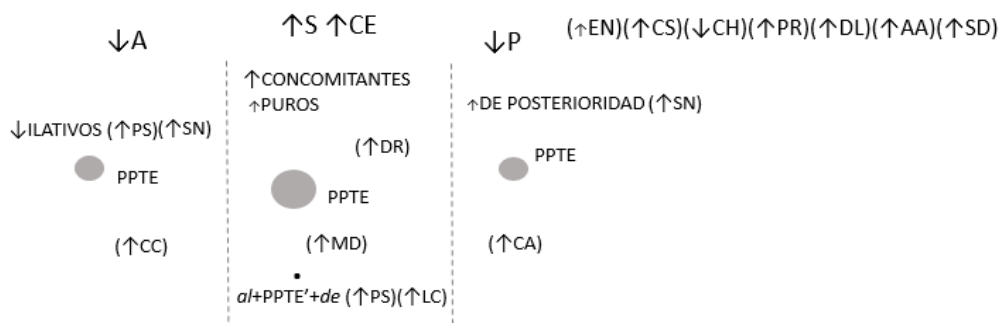 ↓A
↑S ↑CE
↓P
(↑EN)(↑CS)(↓CH)(↑PR)(↑DL)(↑AA)(↑SD)
↓ILATIVOS (↑PS)(↑SN)
PPTE
(↑CC)
↑CONCOMITANTES
↑PUROS
(↑DR)
PPTE
(↑MD)
al+PPTE’+de (↑PS)(↑LC)
↑DE POSTERIORIDAD (↑SN)
PPTE
(↑CA)